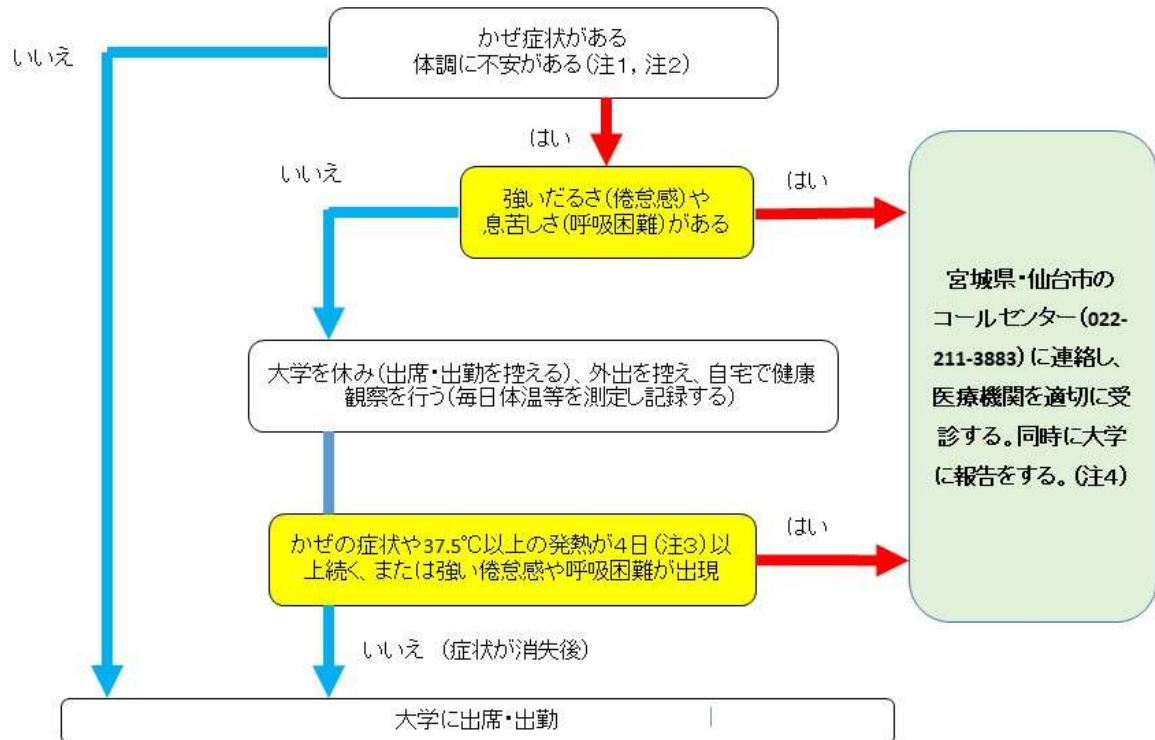 いいえ
かぜ症状がある
体調に不安がある(注1, 注2)
はい
いいえ
強いだるさ(倦怠感)や
息苦しさ(呼吸困難)がある
はい
大学を休み(出席・出勤を控える)、外出を控え、自宅で健康
観察を行う(毎日体温等を測定し記録する)
かぜの症状や37.5℃以上の発熱が4日(注3)以
上続く、または強い倦怠感や呼吸困難が出現
はい
宮城県・仙台市の
コールセンター(022-
211-3883)に連絡し、
医療機関を適切に受
診する。同時に大学
に報告をする。(注4)
いいえ (症状が消失後)
大学に出席・出勤